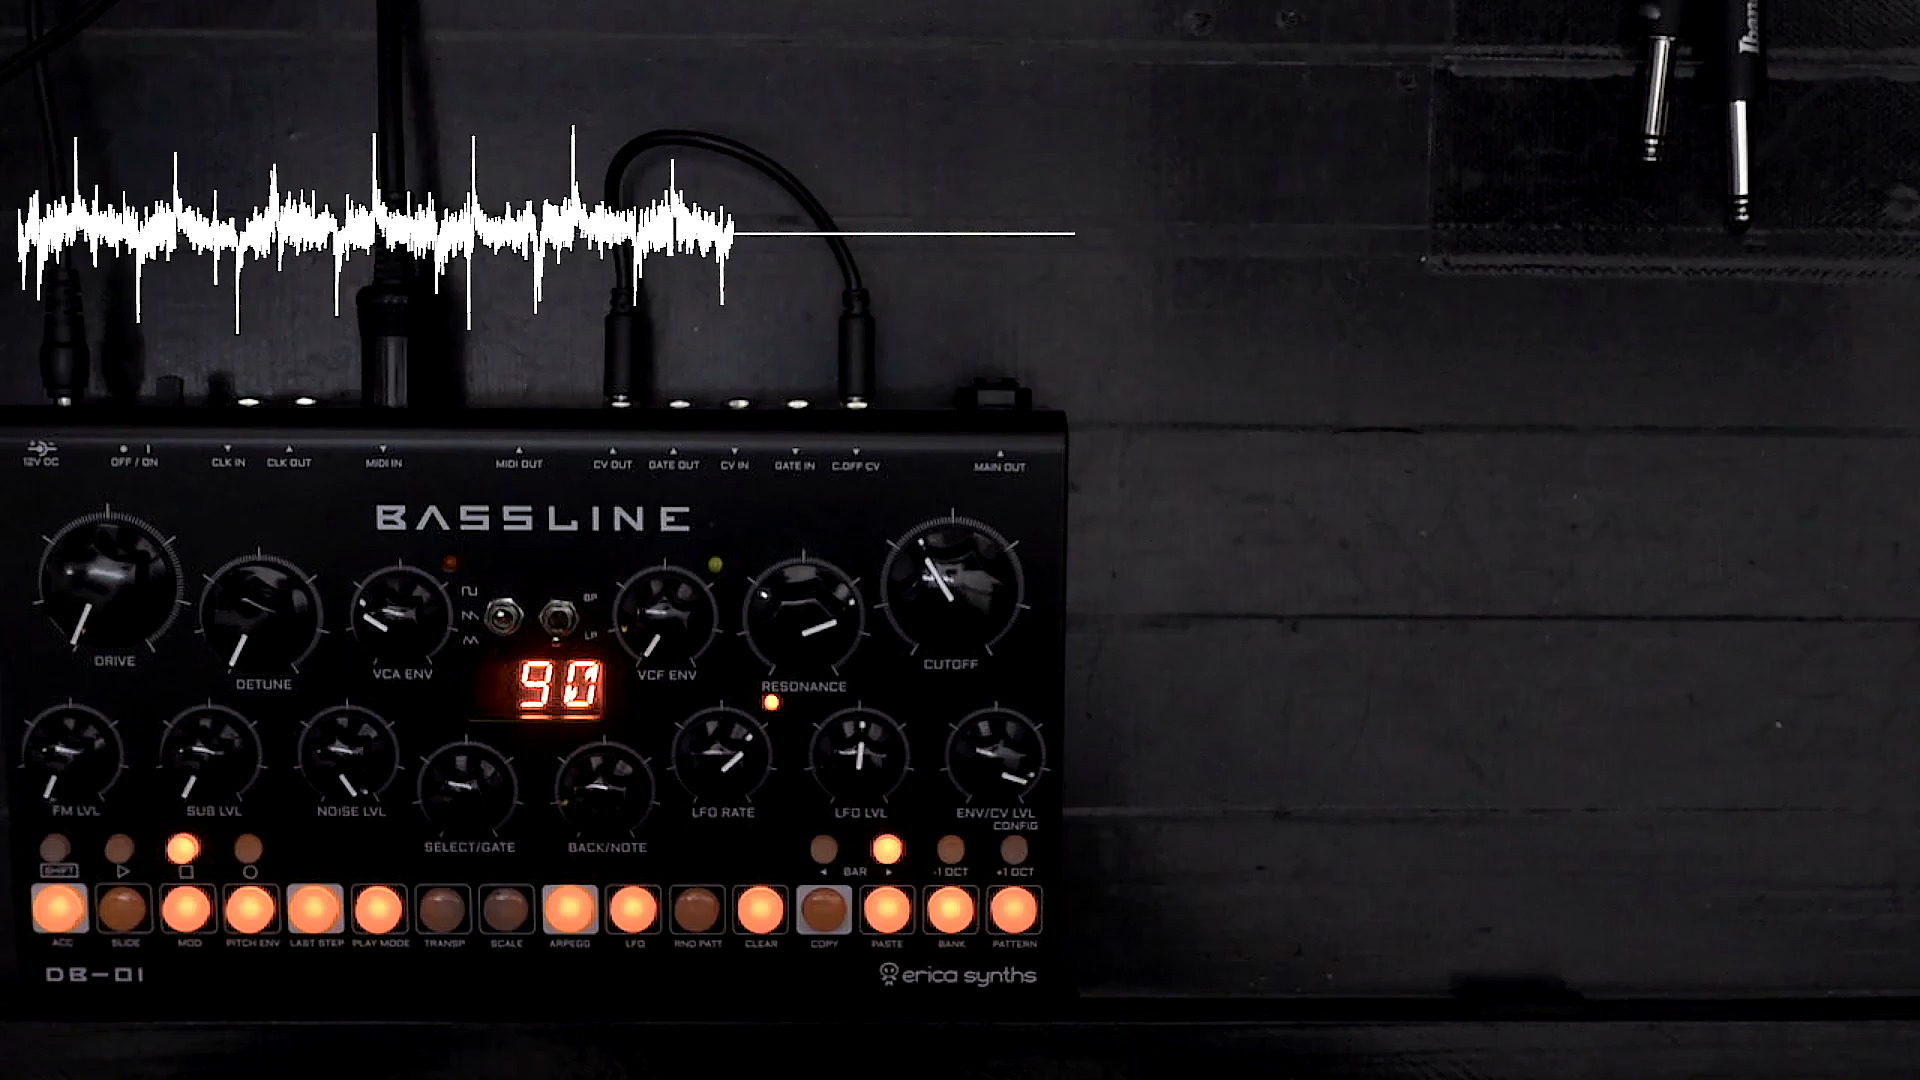 Iban
12V DC
OFF / ON
CLK IN
CLK OUT
MIDI IN
MIDI OUT
CV OUT
GATE OUT
CV IN
GATE IN
C.OFF CV
MAIN OUT
BASSLINE
DRIVE
DETUNE
VCA ENV
BP
LP
90
VCF ENV
RESONANCE
CUTOFF
FM LVL
SUB LVL
NOISE LVL
SELECT/GATE
BACK/NOTE
LFO RATE
LFO LVL
ENV/CV LVL
CONFIG
SHIFT
BAR
-1 OCT
+1 OCT
ACC
SLIDE
MOD
PITCH ENV
LAST STEP
PLAY MODE
TRANSP
SCALE
ARPEGG
LFO
RND PATT
CLEAR
COPY
PASTE
BANK
PATTERN
DB-01
erica synths